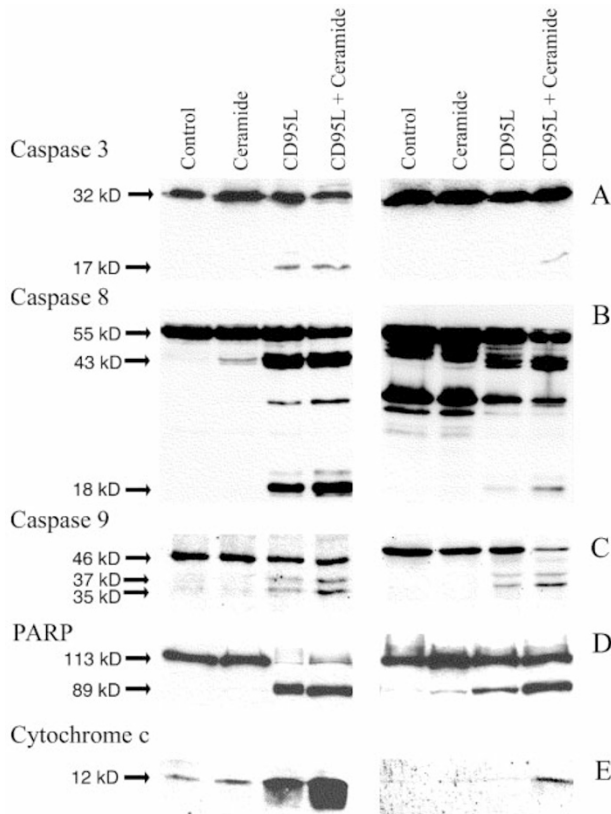 Control
Ceramide
CD95L
CD95L + Ceramide
Control
Ceramide
CD95L
CD95L + Ceramide
Caspase 3
32 kD
A
17 kD
Caspase 8
B
55 kD
43 kD
18 kD
Caspase 9
46 kD
C
37 kD
35 kD
PARP
113 kD
D
89 kD
Cytochrome c
12 kD
E